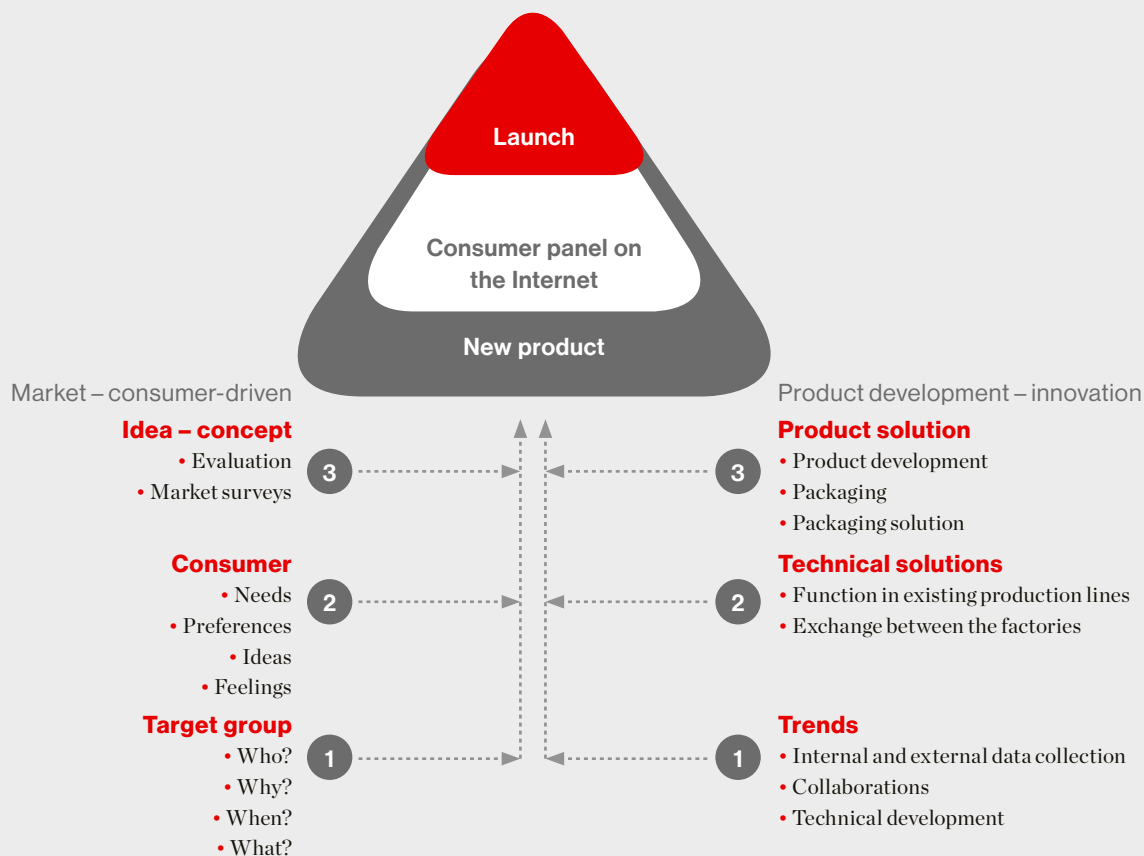 Launch
Consumer panel on
the Internet
New product
Market – consumer-driven
Idea – concept
• Evaluation
• Market surveys
3
Consumer
• Needs
• Preferences
• Ideas
• Feelings
2
Target group
• Who?
• Why?
• When?
• What?
1
Product development – innovation
Product solution
• Product development
• Packaging
• Packaging solution
3
Technical solutions
• Function in existing production lines
• Exchange between the factories
2
Trends
• Internal and external data collection
• Collaborations
• Technical development
1